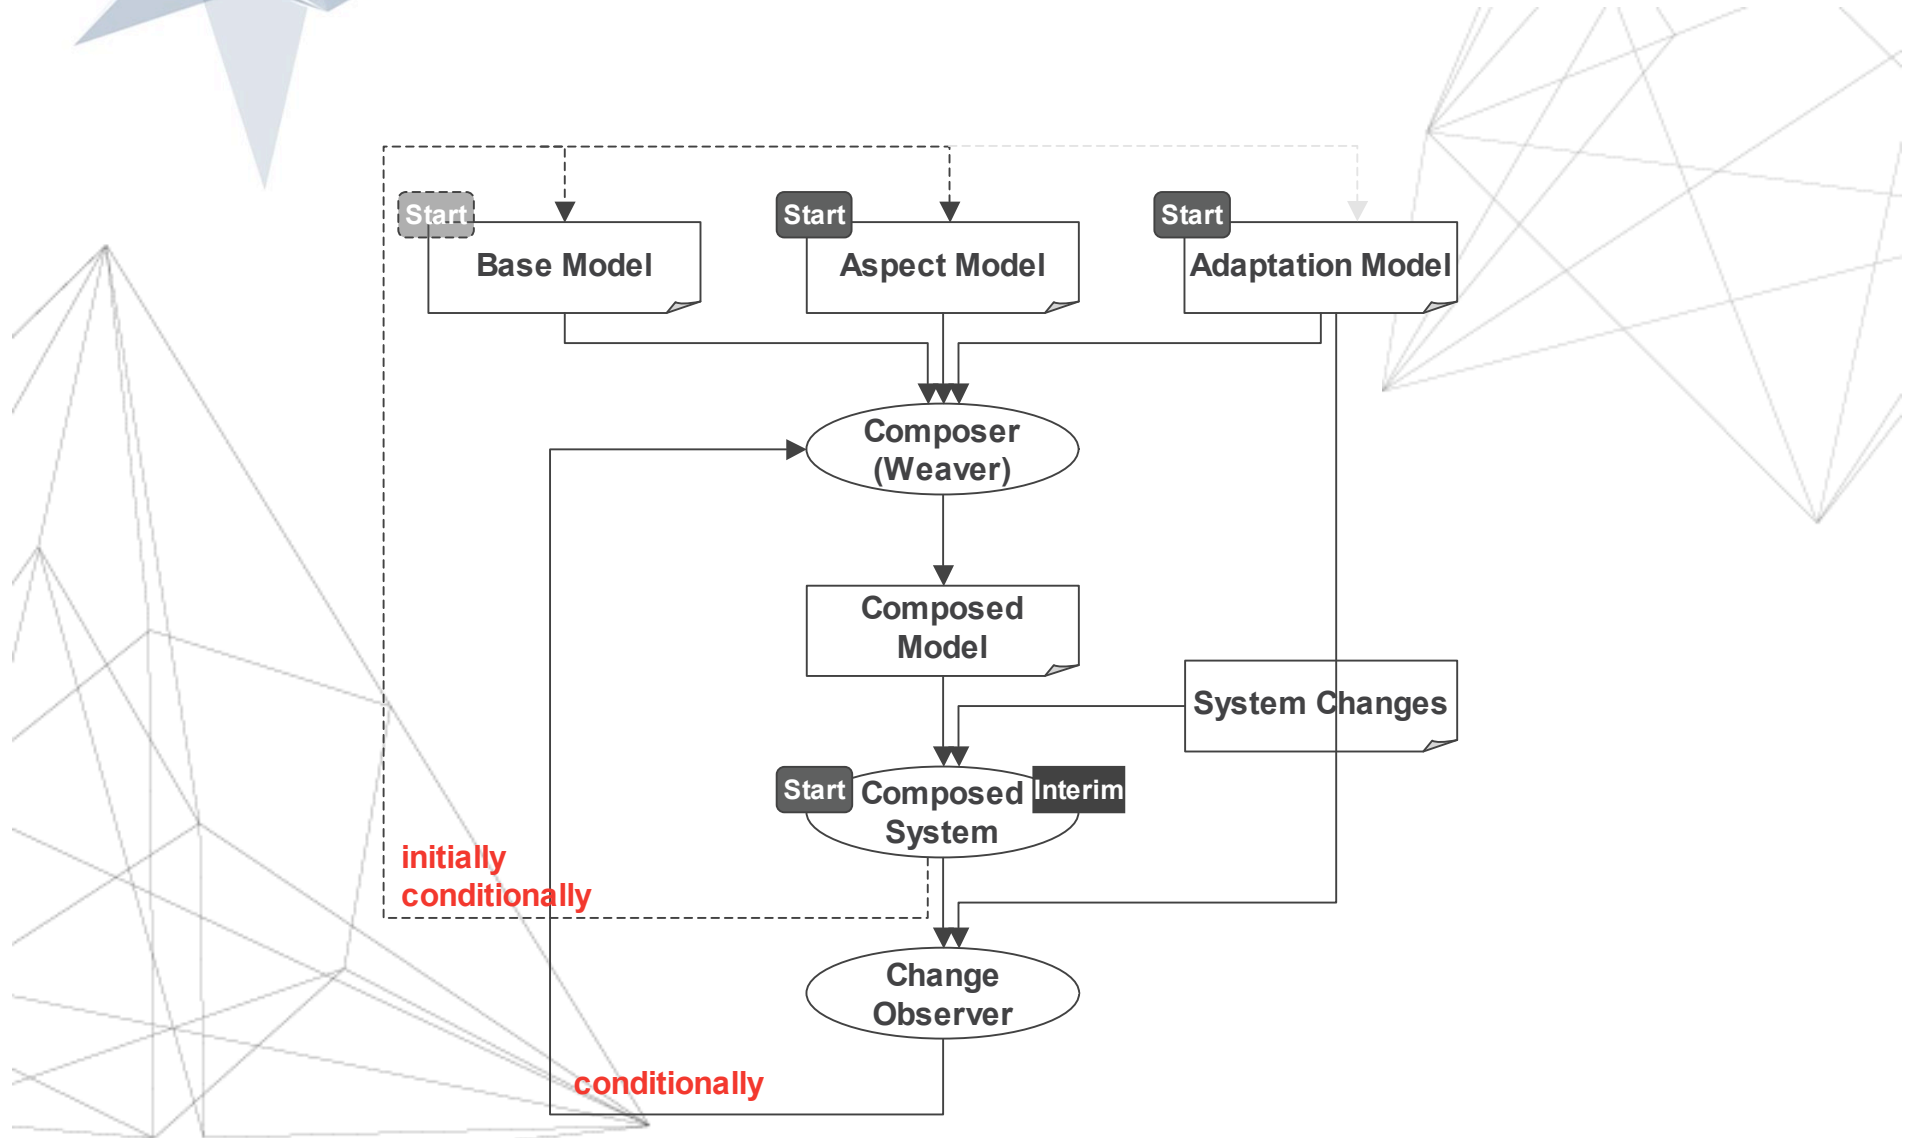 Start
Base Model
Start
Aspect Model
Start
Adaptation Model
Composer
(Weaver)
Composed
Model
System Changes
Start
Composed
System
Interim
initially
conditionally
Change
Observer
conditionally